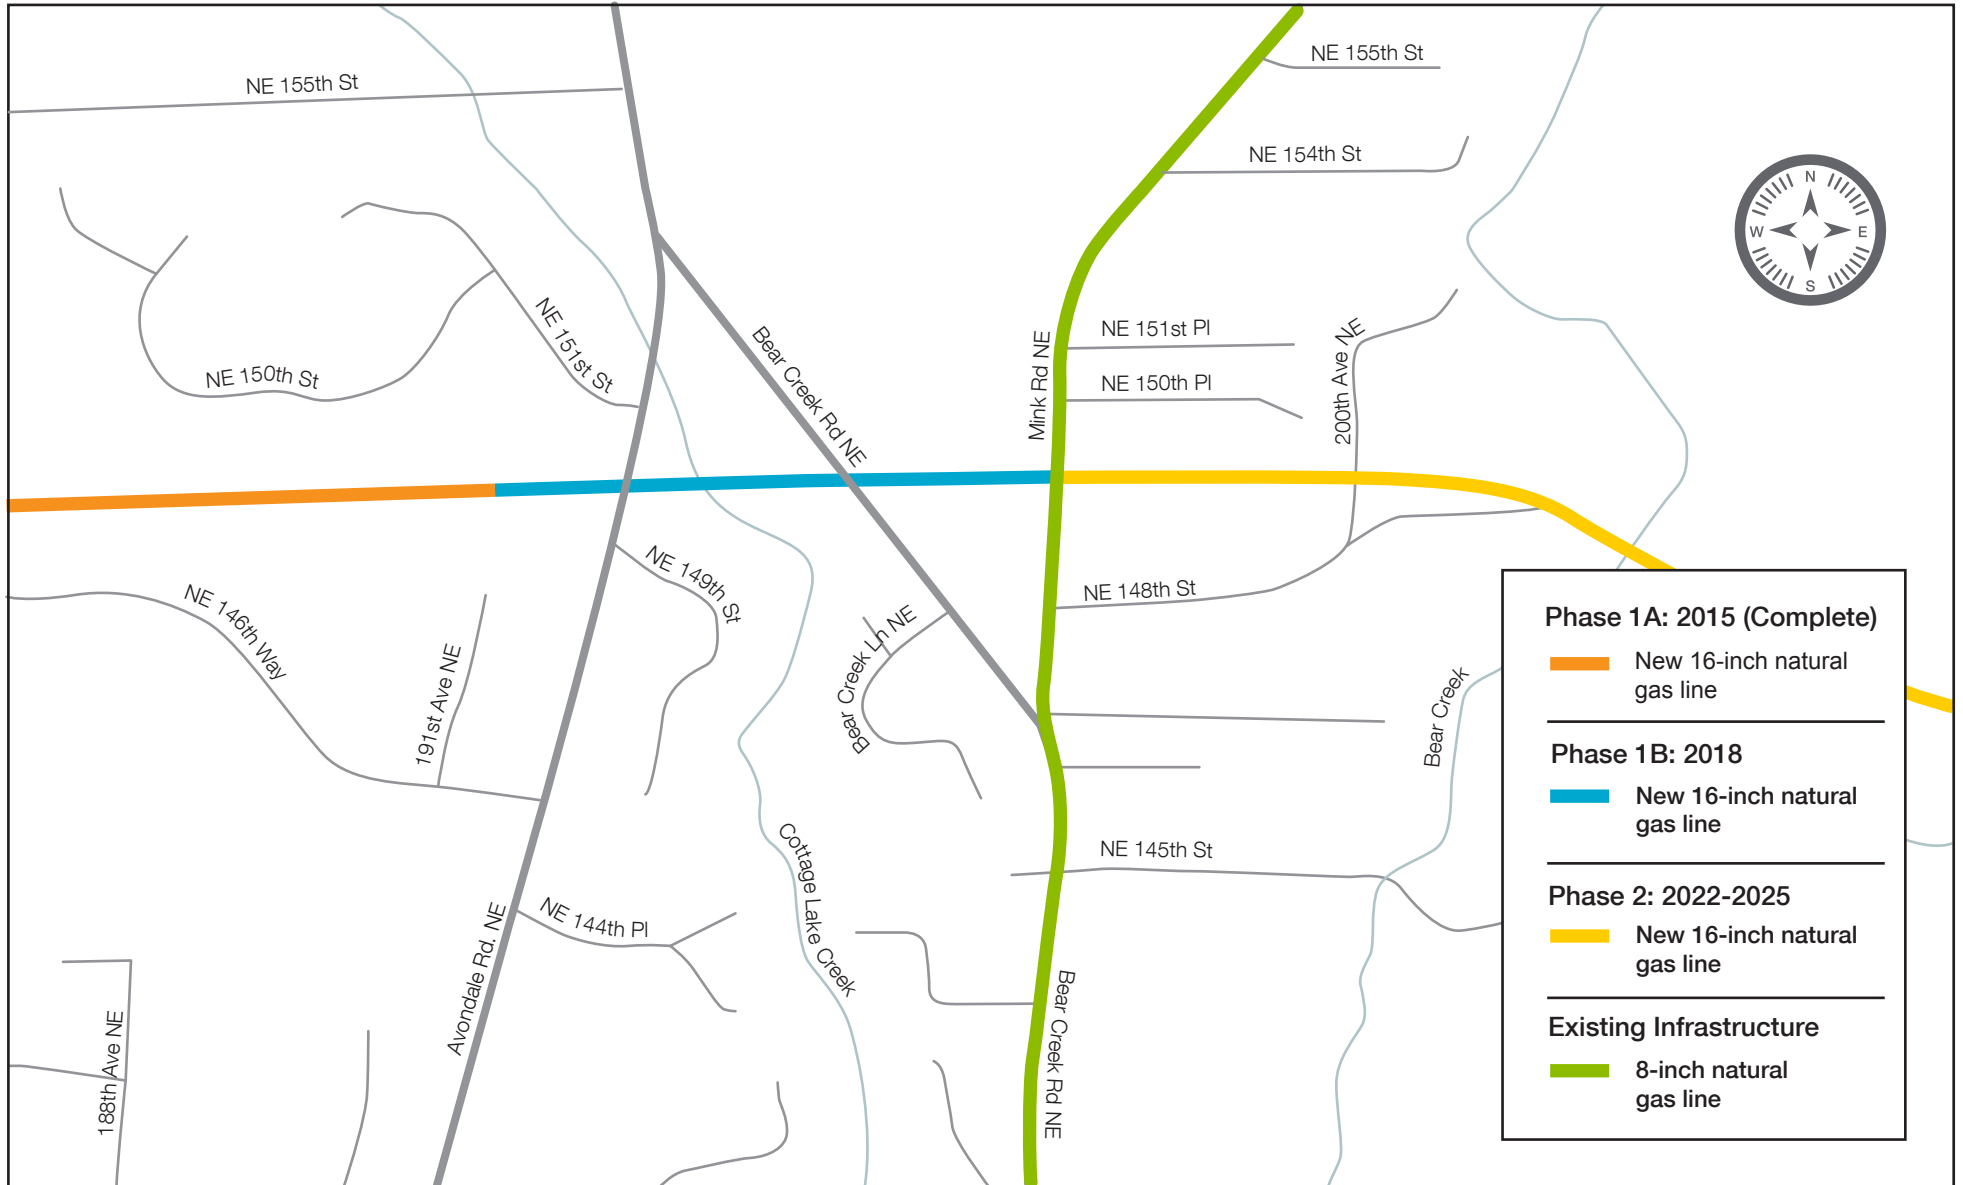 NE 155th St
NE 155th St
NE 154th St
N
W
E
S
NE 151st St
NE 150th St
Bear Creek Rd NE
Mink Rd NE
NE 151st Pl
NE 150th Pl
200th Ave NE
NE 146th Way
191st Ave NE
NE 149th St
Bear Creek Ln NE
NE 148th St
Bear Creek
NE 145th St
Cottage Lake Creek
NE 144th Pl
Avondale Rd. NE
188th Ave NE
Bear Creek Rd NE
Phase 1A: 2015 (Complete)
New 16-inch natural
gas line
Phase 1B: 2018
New 16-inch natural
gas line
Phase 2: 2022-2025
New 16-inch natural
gas line
Existing Infrastructure
8-inch natural
gas line